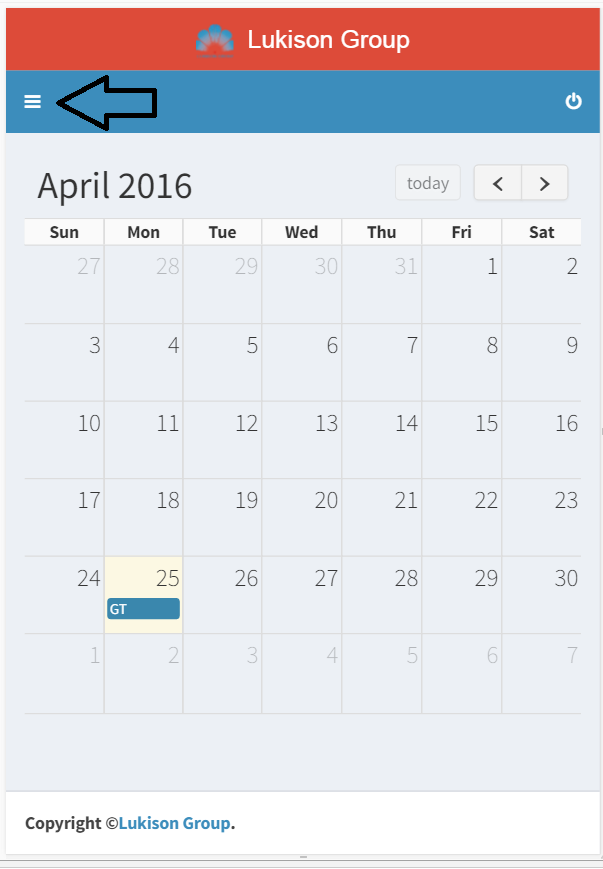 Lukison Group
April 2016 today
Sun Mon Tue Wed Thu Fri Sat
27 28 29 30 31 1 2
3 4 5 6 7 8 9
10 11 12 13 14 15 16
17 18 19 20 21 22 23
24 25 26 27 28 29 30
GT
1 2 3 4 5 6 7
Copyright ©Lukison Group.